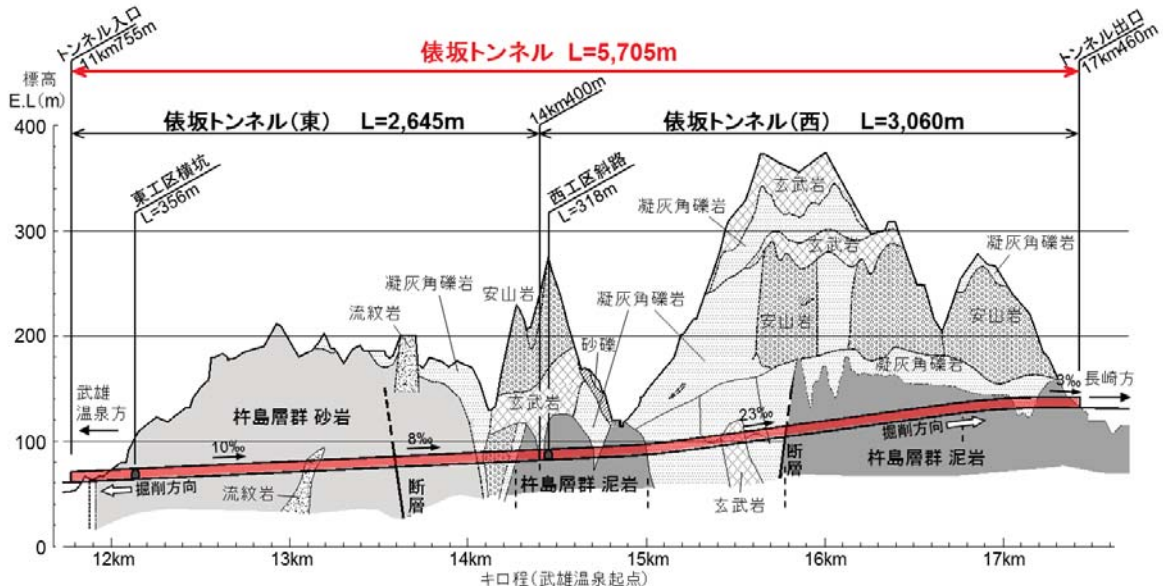 トンネル入口
11km755m
俵坂トンネル L=5,705m
トンネル出口
17km460m
標高
E.L(m)
14km400m
俵坂トンネル(東) L=2,645m
俵坂トンネル(西) L=3,060m
東工区横坑
L=356m
西工区斜路
L=318m
400
300
200
100
0
玄武岩
凝灰角礫岩
玄武岩
凝灰角礫岩
凝灰角礫岩
安山岩
凝灰角礫岩
流紋岩
砂礫
安山岩
安山岩
凝灰角礫岩
武雄
温泉方
3‰
長崎方
杵島層群 砂岩
玄武岩
23‰
10‰
8‰
掘削方向
断層
杵島層群 泥岩
掘削方向
流紋岩
断層
杵島層群 泥岩
玄武岩
12km
13km
14km
15km
16km
17km
キロ程(武雄温泉起点)